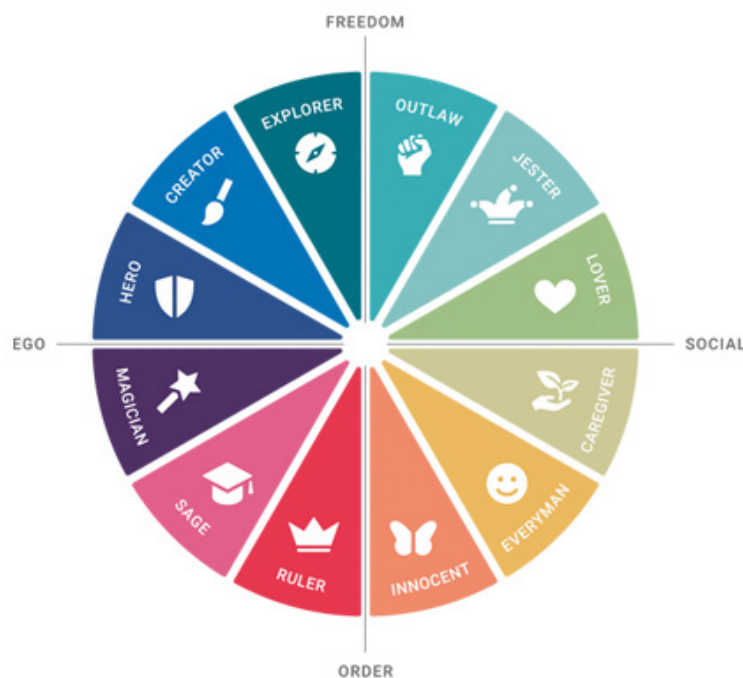 FREEDOM
EXPLORER
OUTLAW
CREATOR
JESTER
HERO
LOVER
EGO
SOCIAL
MAGICIAN
CAREGIVER
SAGE
EVERYMAN
RULER
INNOCENT
ORDER